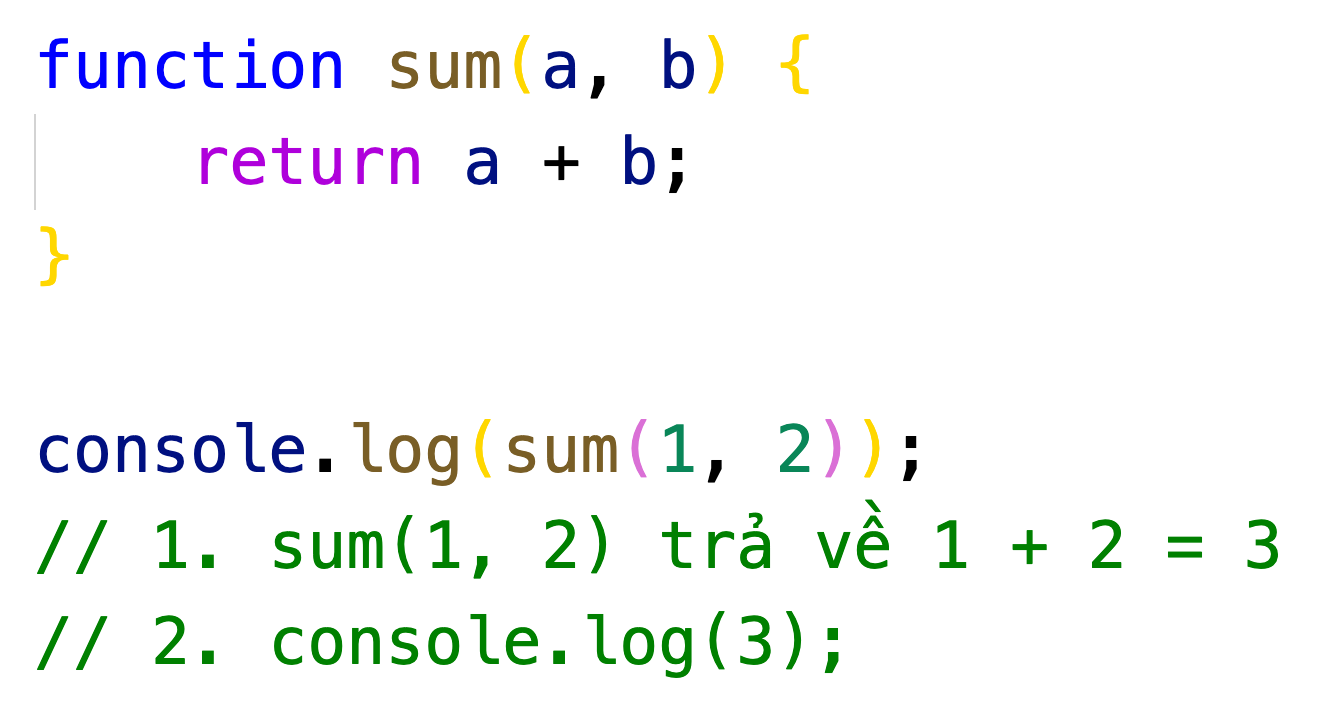 function sum(a, b) {
    return a + b;
}

console.log(sum(1, 2));
// 1. sum(1, 2) trả về 1 + 2 = 3
// 2. console.log(3);